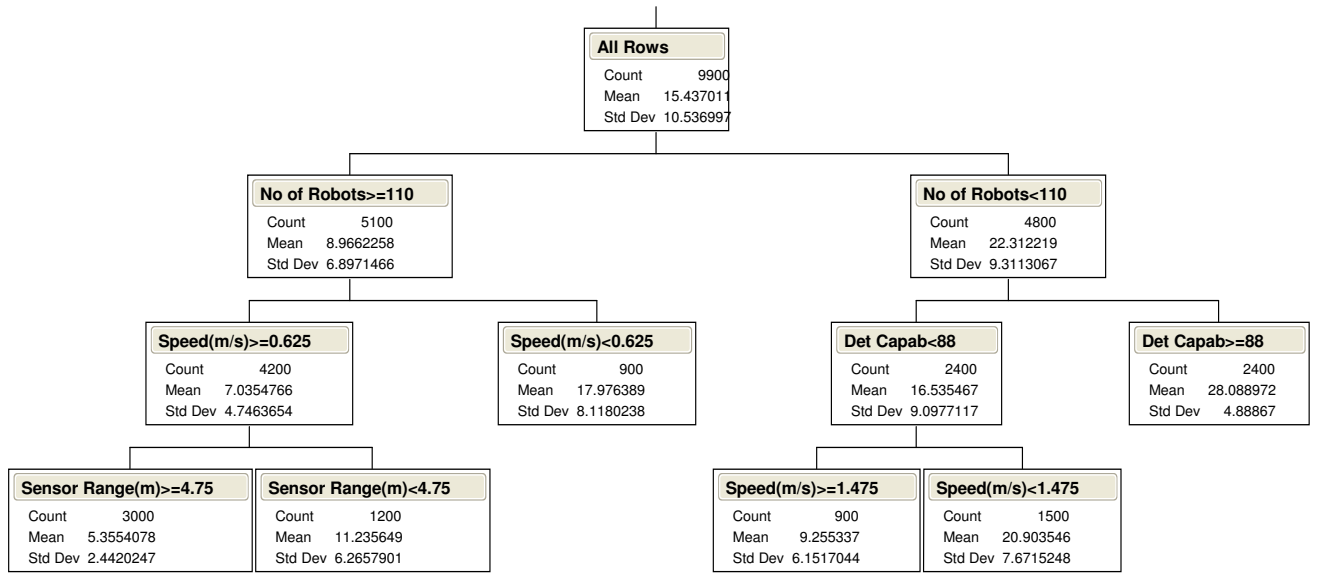 All Rows
Count 9900
Mean 15.437011
Std Dev 10.536997
No of Robots>=110
Count 5100
Mean 8.9662258
Std Dev 6.8971466
No of Robots<110
Count 4800
Mean 22.312219
Std Dev 9.3113067
Speed(m/s)>=0.625
Count 4200
Mean 7.0354766
Std Dev 4.7463654
Speed(m/s)<0.625
Count 900
Mean 17.976389
Std Dev 8.1180238
Det Capab<88
Count 2400
Mean 16.535467
Std Dev 9.0977117
Det Capab>=88
Count 2400
Mean 28.088972
Std Dev 4.88867
Sensor Range(m)>=4.75
Count 3000
Mean 5.3554078
Std Dev 2.4420247
Sensor Range(m)<4.75
Count 1200
Mean 11.235649
Std Dev 6.2657901
Speed(m/s)>=1.475
Count 900
Mean 9.255337
Std Dev 6.1517044
Speed(m/s)<1.475
Count 1500
Mean 20.903546
Std Dev 7.6715248